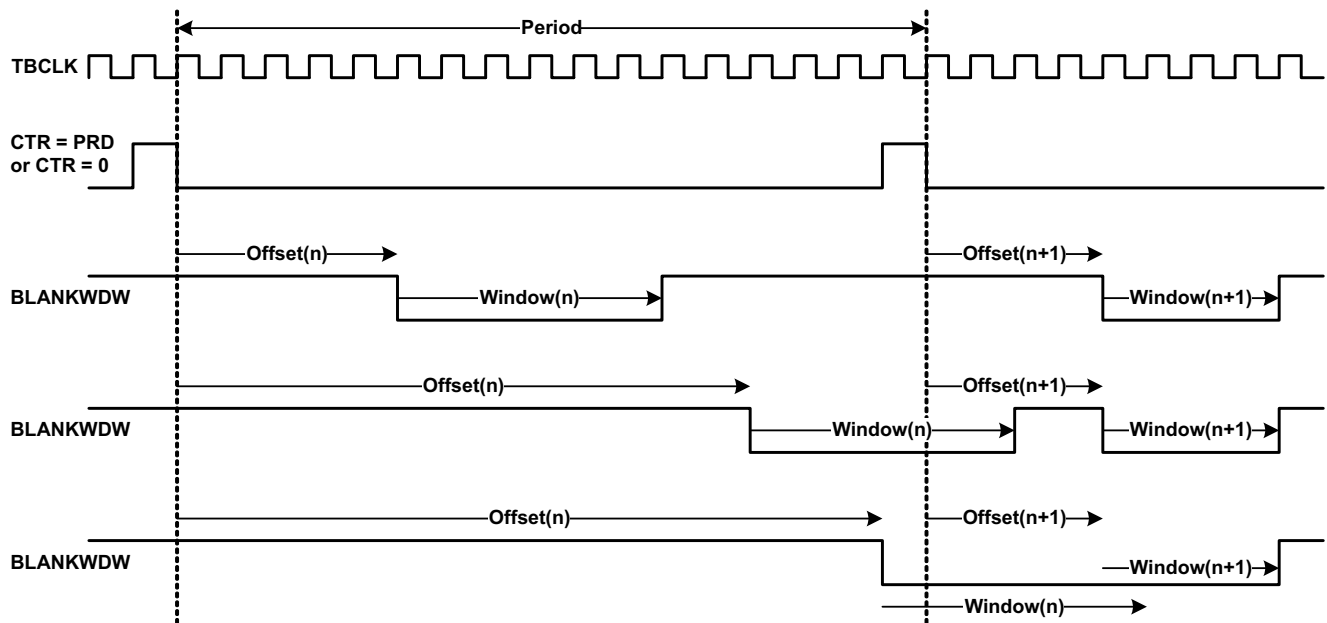 Period
TBCLK
CTR = PRD
or CTR = 0
Offset(n)
Offset(n+1)
BLANKWDW
Window(n)
Window(n+1)
Offset(n)
Offset(n+1)
BLANKWDW
Window(n)
Window(n+1)
Offset(n)
Offset(n+1)
BLANKWDW
Window(n+1)
Window(n)